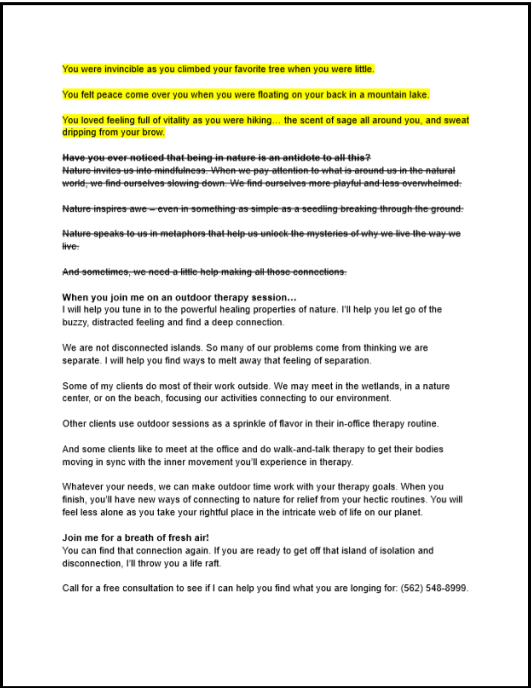 You were invincible as you climbed your favorite tree when you were little.
You felt peace come over you when you were floating on your back in a mountain lake.
You loved feeling full of vitality as you were hiking… the scent of sage all around you, and sweat
dripping from your brow.
Have you ever noticed that being in nature is an antidote to all this?
Nature invites us into mindfulness. When we pay attention to what is around us in the natural
world, we find ourselves slowing down. We find ourselves more playful and less overwhelmed.
Nature inspires awe – even in something as simple as a seedling breaking through the ground.
Nature speaks to us in metaphors that help us unlock the mysteries of why we live the way we
live.
And sometimes, we need a little help making all those connections.
When you join me on an outdoor therapy session…
I will help you tune in to the powerful healing properties of nature. I'll help you let go of the
buzzy, distracted feeling and find a deep connection.
We are not disconnected islands. So many of our problems come from thinking we are
separate. I will help you find ways to melt away that feeling of separation.
Some of my clients do most of their work outside. We may meet in the wetlands, in a nature
center, or on the beach, focusing our activities connecting to our environment.
Other clients use outdoor sessions as a sprinkle of flavor in their in-office therapy routine.
And some clients like to meet at the office and do walk-and-talk therapy to get their bodies
moving in sync with the inner movement you'll experience in therapy.
Whatever your needs, we can make outdoor time work with your therapy goals. When you
finish, you'll have new ways of connecting to nature for relief from your hectic routines. You will
feel less alone as you take your rightful place in the intricate web of life on our planet.
Join me for a breath of fresh air!
You can find that connection again. If you are ready to get off that island of isolation and
disconnection, I'll throw you a life raft.
Call for a free consultation to see if I can help you find what you are longing for: (562) 548-8999.